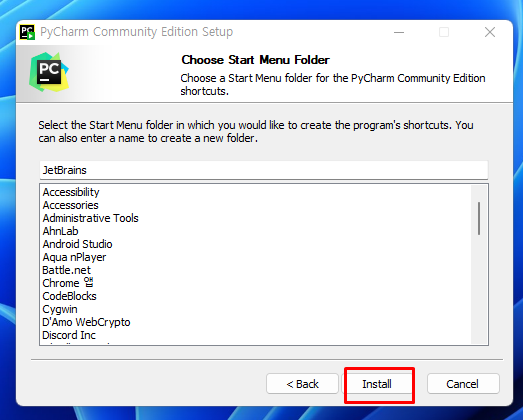 PyCharm Community Edition Setup
PC
Choose Start Menu Folder
Choose a Start Menu folder for the PyCharm Community Edition
shortcuts.
Select the Start Menu folder in which you would like to create the program's shortcuts. You
can also enter a name to create a new folder.
JetBrains
Accessibility
Accessories
Administrative Tools
AhnLab
Android Studio
Aqua nPlayer
Battle.net
Chrome 앱
CodeBlocks
Cygwin
D'Amo WebCrypto
Discord Inc
< Back
Install
Cancel